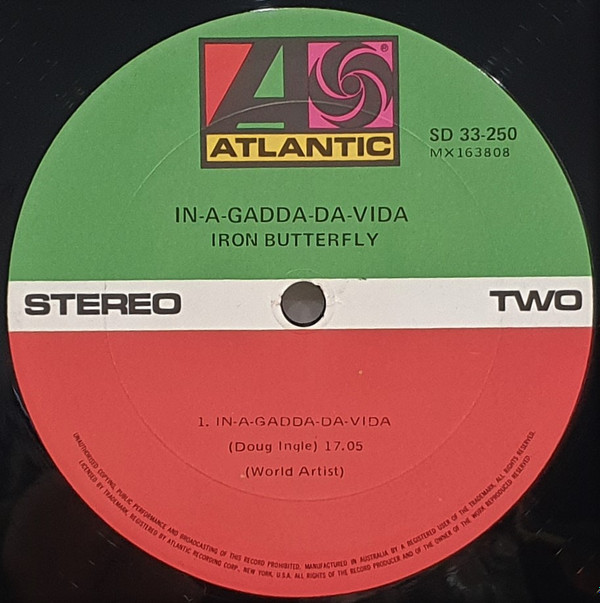 ATLANTIC
®
SD 33-250
MX163808
IN-A-GADDA-DA-VIDA
IRON BUTTERFLY
STEREO
TWO
1. IN-A-GADDA-DA-VIDA
(Doug Ingle) 17.05
(World Artist)
UNAUTHORISED COPYING, PUBLIC PERFORMANCE AND BROADCASTING OF THIS RECORD PROHIBITED. MANUFACTURED IN AUSTRALIA BY A REGISTERED USER OF THE TRADEMARK. ALL RIGHTS RESERVED.
LICENSED BY TRADEMARK, REGISTERED BY ATLANTIC RECORDING CORP., NEW YORK, U.S.A. ALL RIGHTS OF THE RECORD PRODUCER AND OF THE OWNER OF THE WORK REPRODUCED RESERVED